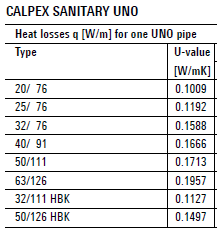 CALPEX SANITARY UNO
Heat losses q [W/m] for one UNO pipe
Type U-value
[W/mK]
20/ 76 0.1009
25/ 76 0.1192
32/ 76 0.1588
40/ 91 0.1666
50/111 0.1713
63/126 0.1957
32/111 HBK 0.1127
50/126 HBK 0.1497